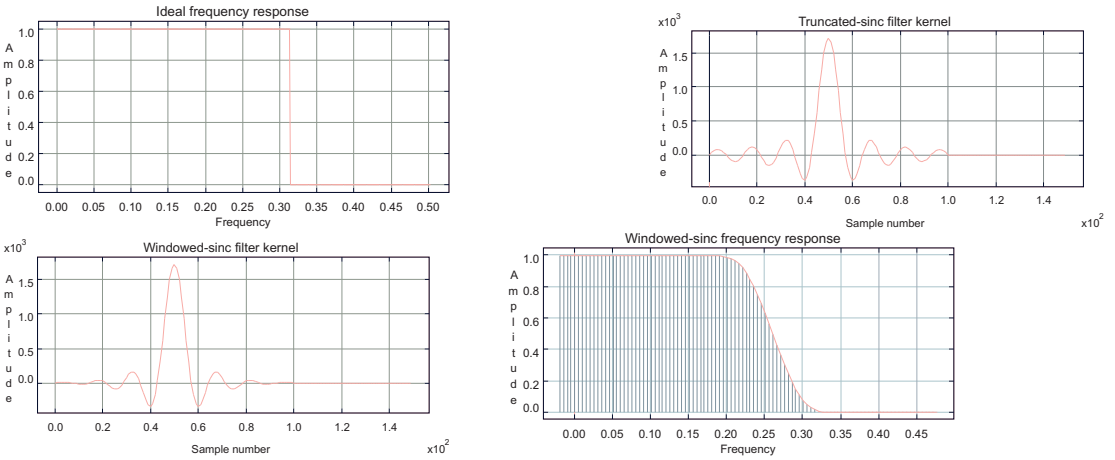 Ideal frequency response
Amplitude
1.0
0.8
0.6
0.4
0.2
0.0
0.00 0.05 0.10 0.15 0.20 0.25 0.30 0.35 0.40 0.45 0.50
Frequency
x10³
Truncated-sinc filter kernel
Amplitude
1.5
1.0
0.5
0.0
0.0 0.2 0.4 0.6 0.8 1.0 1.2 1.4
Sample number
x10²
x10³
Windowed-sinc filter kernel
Amplitude
1.5
1.0
0.5
0.0
0.0 0.2 0.4 0.6 0.8 1.0 1.2 1.4
Sample number
x10²
Windowed-sinc frequency response
Amplitude
1.0
0.8
0.6
0.4
0.2
0.0
0.00 0.05 0.10 0.15 0.20 0.25 0.30 0.35 0.40 0.45
Frequency